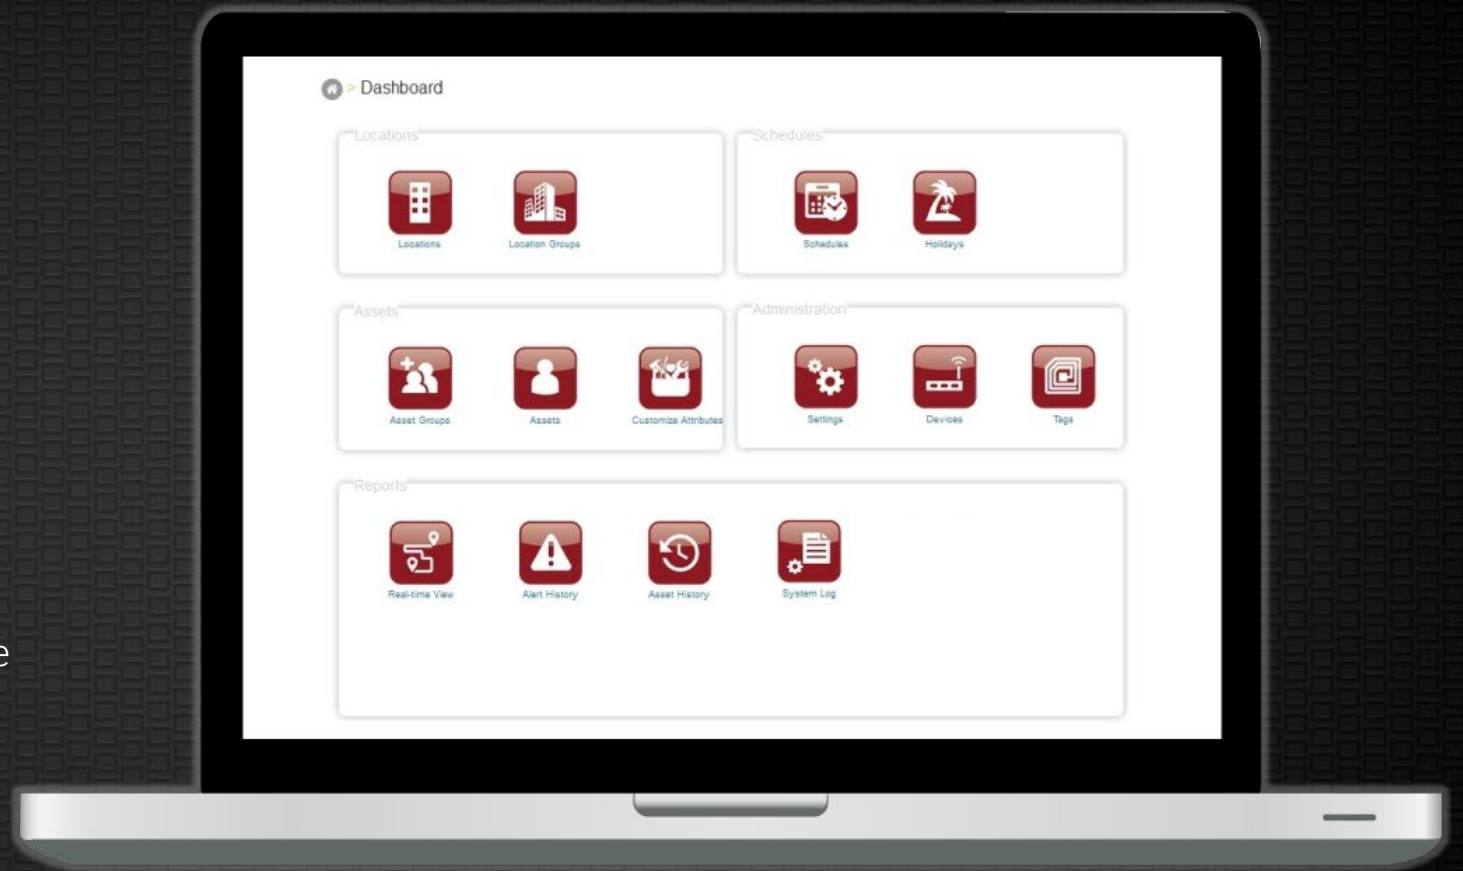 > Dashboard
Locations
Locations
Location Groups
Schedules
Schedules
Holidays
Assets
Asset Groups
Assets
Customize Attributes
Administration
Settings
Devices
Tags
Reports
Real-time View
Alert History
Asset History
System Log
e